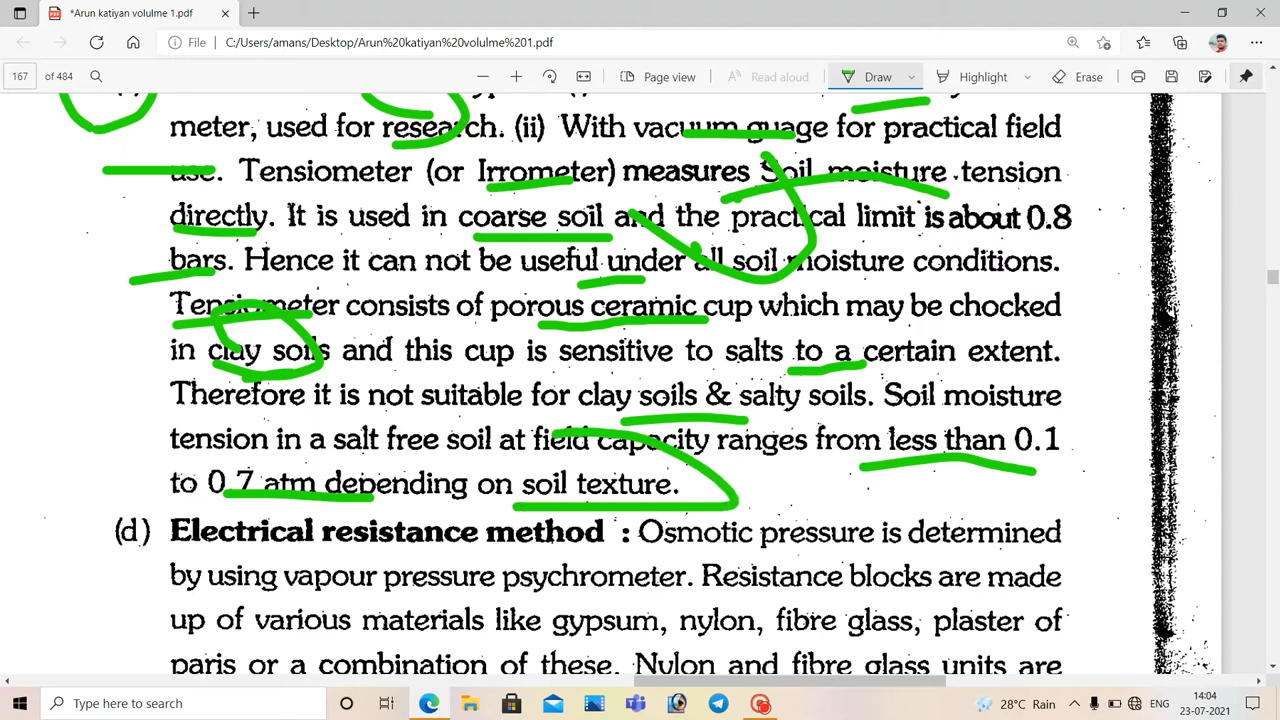 *Arun katiyan volulme 1.pdf
File C:/Users/amans/Desktop/Arun%20katiyan%20volulme%201.pdf
167 of 484 Page view Read aloud Draw Highlight Erase
meter, used for research. (ii) With vacuum guage for practical field
use. Tensiometer (or Irrometer) measures Soil moisture tension
directly. It is used in coarse soil and the practical limit is about 0.8
bars. Hence it can not be useful under all soil moisture conditions.
Tensiometer consists of porous ceramic cup which may be chocked
in clay soils and this cup is sensitive to salts to a certain extent.
Therefore it is not suitable for clay soils & salty soils. Soil moisture
tension in a salt free soil at field capacity ranges from less than 0.1
to 0.7 atm depending on soil texture.
(d) Electrical resistance method : Osmotic pressure is determined
by using vapour pressure psychrometer. Resistance blocks are made
up of various materials like gypsum, nylon, fibre glass, plaster of
paris or a combination of these. Nylon and fibre glass units are
Type here to search 28°C Rain ENG 14:04
23-07-2021